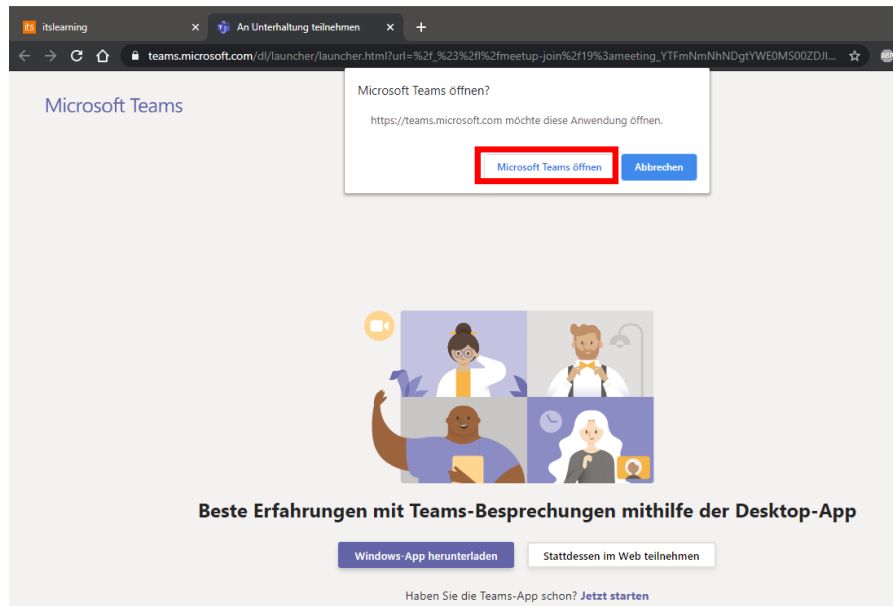 its itslearning
An Unterhaltung teilnehmen
teams.microsoft.com/dl/launcher/launcher.html?url=%2f_%23%2fl%2fmeetup-join%2f19%3ameeting_YTFmNmNhNDgtYWE0MS00ZDJl...
ABP
Microsoft Teams
Microsoft Teams öffnen?
https://teams.microsoft.com möchte diese Anwendung öffnen.
Microsoft Teams öffnen Abbrechen
Beste Erfahrungen mit Teams-Besprechungen mithilfe der Desktop-App
Windows-App herunterladen Stattdessen im Web teilnehmen
Haben Sie die Teams-App schon? Jetzt starten